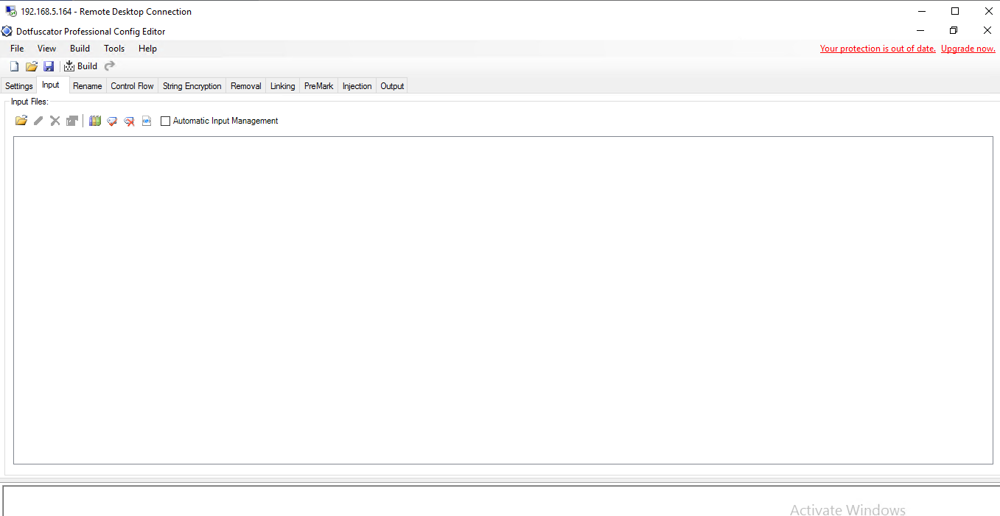 192.168.5.164 - Remote Desktop Connection
Dotfuscator Professional Config Editor
File View Build Tools Help Your protection is out of date. Upgrade now.
Build
Settings Input Rename Control Flow String Encryption Removal Linking PreMark Injection Output
Input Files:
Automatic Input Management
Activate Windows